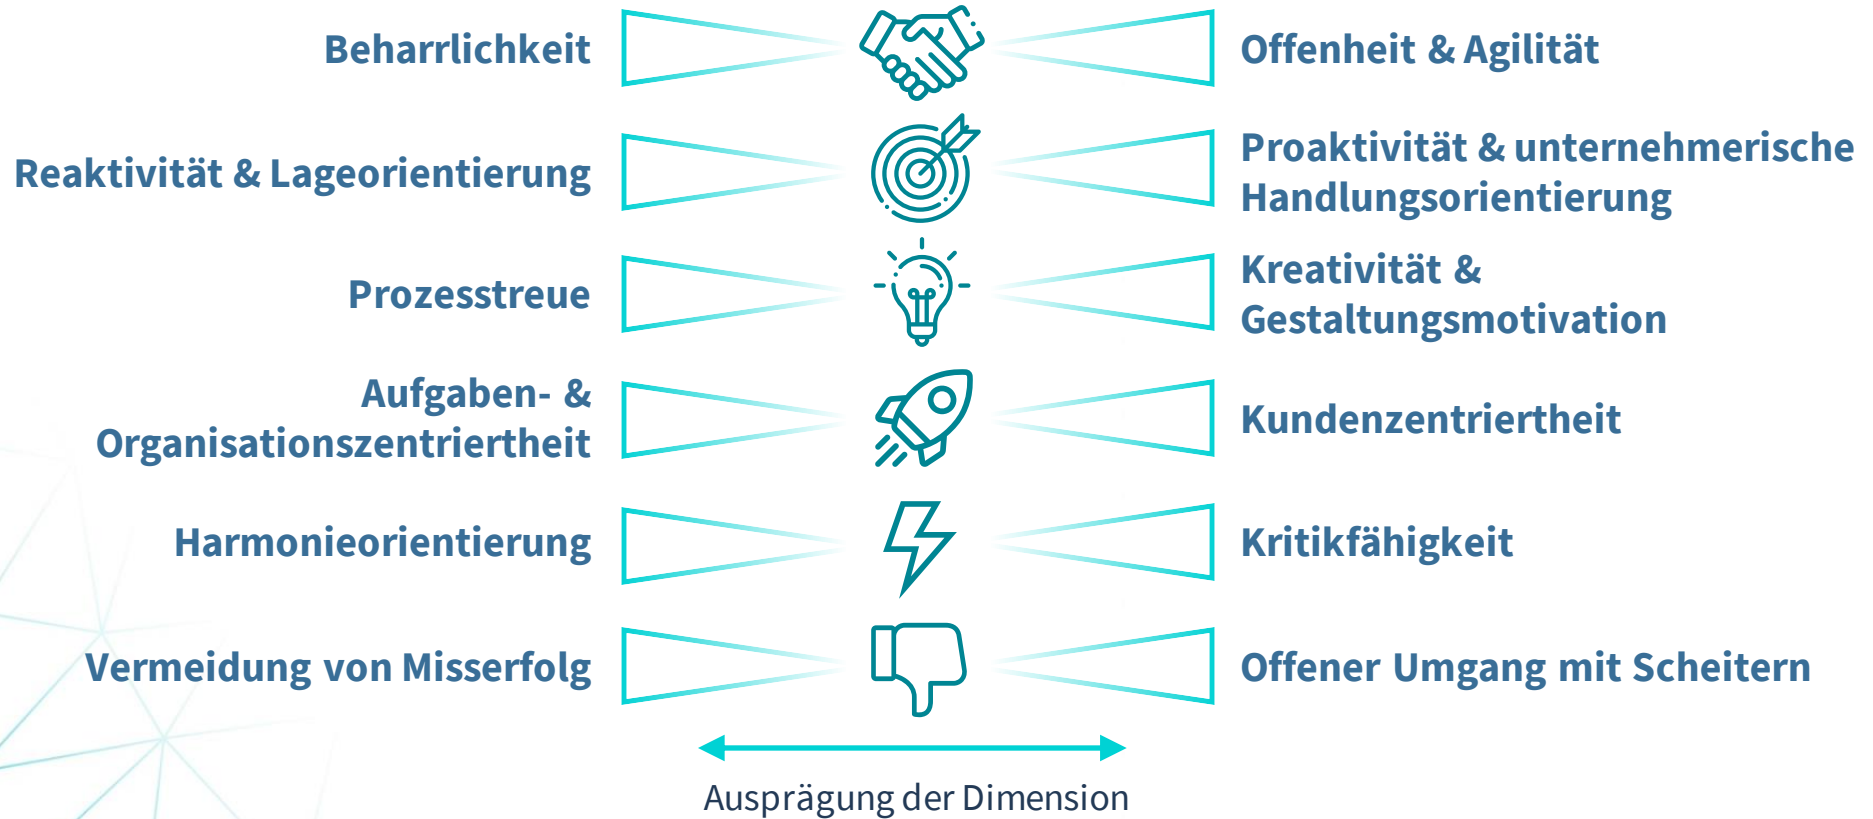 Beharrlichkeit
Offenheit & Agilität
Reaktivität & Lageorientierung
Proaktivität & unternehmerische
Handlungsorientierung
Prozesstreue
Kreativität &
Gestaltungsmotivation
Aufgaben- &
Organisationszentriertheit
Kundenzentriertheit
Harmonieorientierung
Kritikfähigkeit
Vermeidung von Misserfolg
Offener Umgang mit Scheitern
Ausprägung der Dimension